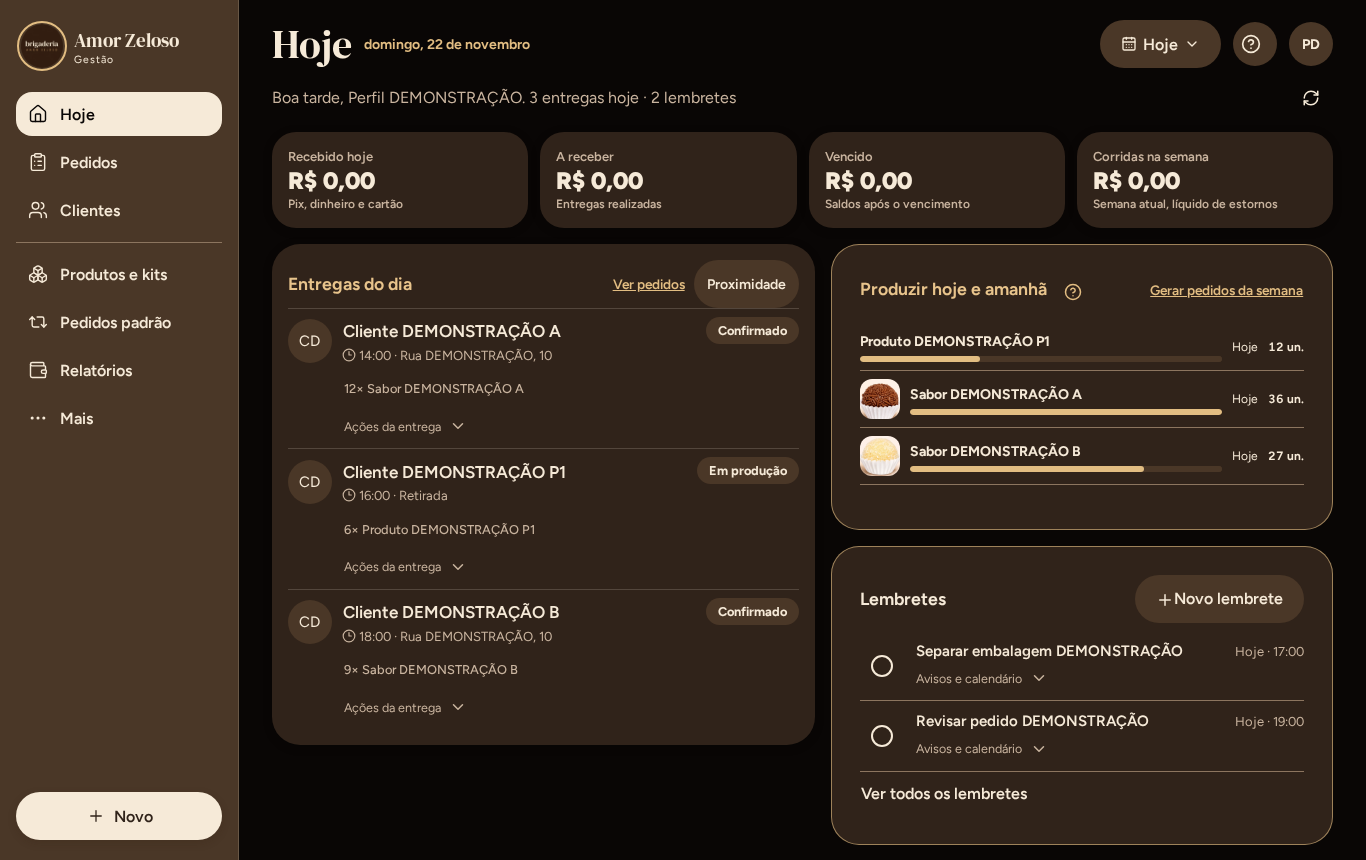 brigaderia
Amor Zeloso
Gestão
Hoje
Pedidos
Clientes
Produtos e kits
Pedidos padrão
Relatórios
Mais
Novo
Hoje
domingo, 22 de novembro
Hoje
PD
Boa tarde, Perfil DEMONSTRAÇÃO. 3 entregas hoje · 2 lembretes
Recebido hoje
R$ 0,00
Pix, dinheiro e cartão
A receber
R$ 0,00
Entregas realizadas
Vencido
R$ 0,00
Saldos após o vencimento
Corridas na semana
R$ 0,00
Semana atual, líquido de estornos
Entregas do dia
Ver pedidos
Proximidade
CD
Cliente DEMONSTRAÇÃO A
Confirmado
14:00 · Rua DEMONSTRAÇÃO, 10
12× Sabor DEMONSTRAÇÃO A
Ações da entrega
CD
Cliente DEMONSTRAÇÃO P1
Em produção
16:00 · Retirada
6× Produto DEMONSTRAÇÃO P1
Ações da entrega
CD
Cliente DEMONSTRAÇÃO B
Confirmado
18:00 · Rua DEMONSTRAÇÃO, 10
9× Sabor DEMONSTRAÇÃO B
Ações da entrega
Produzir hoje e amanhã
Gerar pedidos da semana
Produto DEMONSTRAÇÃO P1
Hoje 12 un.
Sabor DEMONSTRAÇÃO A
Hoje 36 un.
Sabor DEMONSTRAÇÃO B
Hoje 27 un.
Lembretes
Novo lembrete
Separar embalagem DEMONSTRAÇÃO
Hoje · 17:00
Avisos e calendário
Revisar pedido DEMONSTRAÇÃO
Hoje · 19:00
Avisos e calendário
Ver todos os lembretes